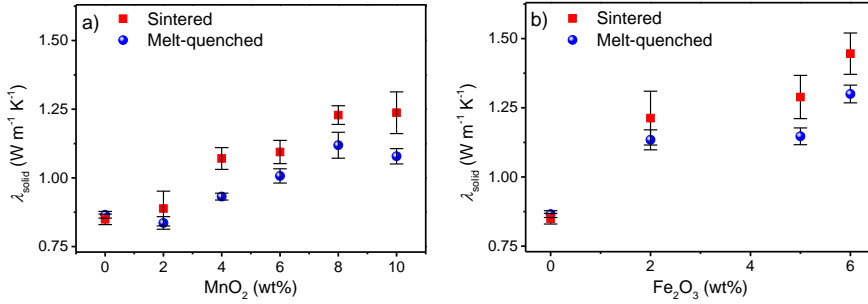 a)
Sintered
Melt-quenched
1.50
1.25
1.00
0.75
λsolid (W m⁻¹ K⁻¹)
0 2 4 6 8 10
MnO₂ (wt%)
b)
Sintered
Melt-quenched
1.50
1.25
1.00
0.75
λsolid (W m⁻¹ K⁻¹)
0 2 4 6
Fe₂O₃ (wt%)